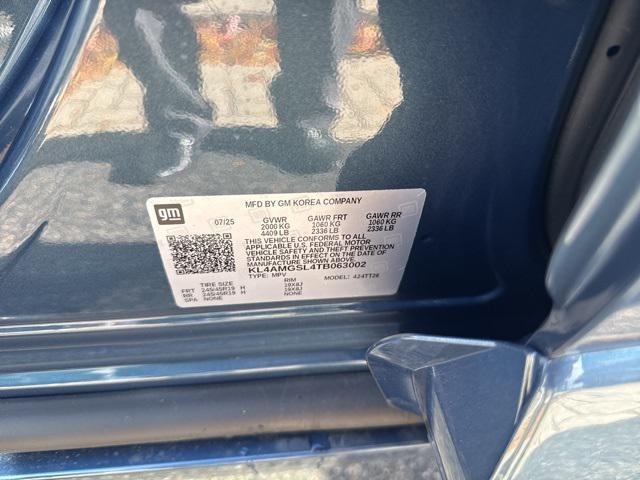 gm
MFD BY GM KOREA COMPANY
07/25 GVWR GAWR FRT GAWR RR
2000 KG 1060 KG 1060 KG
4409 LB 2336 LB 2336 LB
THIS VEHICLE CONFORMS TO ALL
APPLICABLE U.S. FEDERAL MOTOR
VEHICLE SAFETY AND THEFT PREVENTION
STANDARDS IN EFFECT ON THE DATE OF
MANUFACTURE SHOWN ABOVE.
KL4AMGSL4TB063002
TYPE: MPV MODEL: 424TT26
TIRE SIZE RIM
FRT 245/45R19 H 19X8J
RR 245/45R19 H 19X8J
SPA NONE NONE